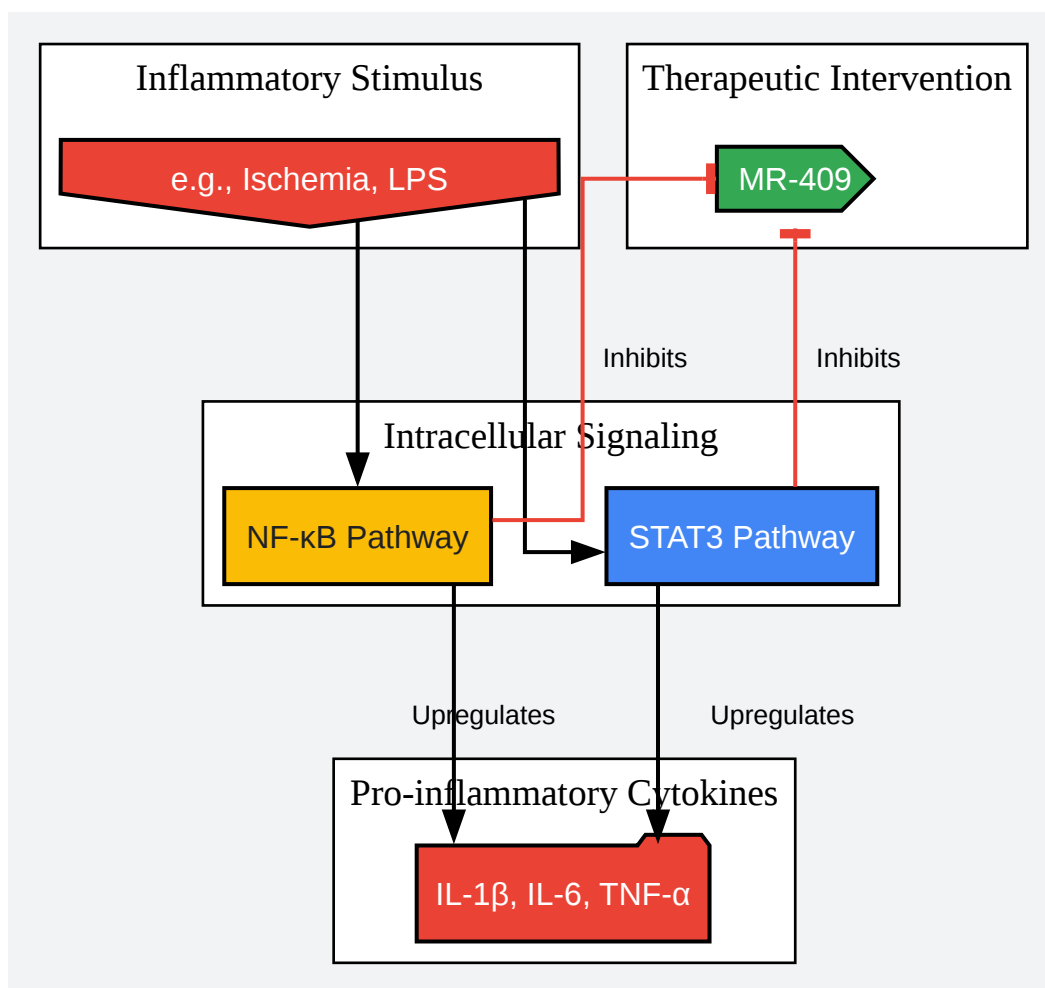 Inflammatory Stimulus
e.g., Ischemia, LPS
Therapeutic Intervention
MR-409
Inhibits
Inhibits
Intracellular Signaling
NF-κB Pathway
STAT3 Pathway
Upregulates
Upregulates
Pro-inflammatory Cytokines
IL-1β, IL-6, TNF-α